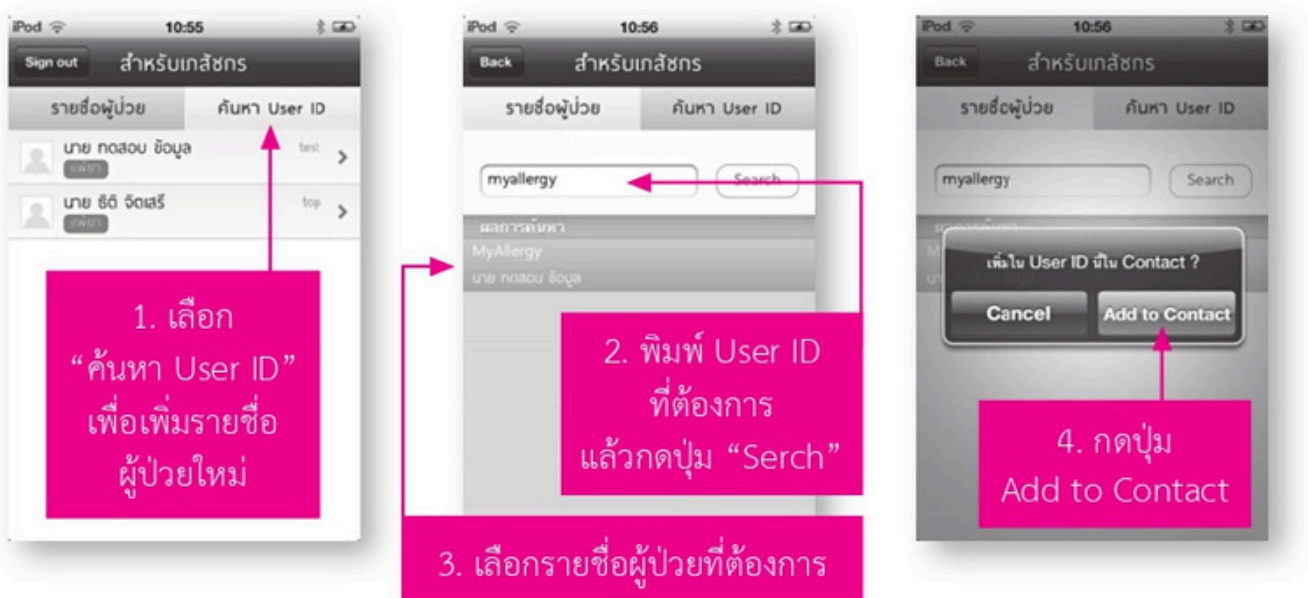 iPod 10:55
Sign out สำหรับเภสัชกร
รายชื่อผู้ป่วย ค้นหา User ID
นาย ทดสอบ ข้อมูล test
แพ้ยา
นาย ธิติ จิตเสรี top
แพ้ยา
1. เลือก
“ค้นหา User ID”
เพื่อเพิ่มรายชื่อ
ผู้ป่วยใหม่
iPod 10:56
Back สำหรับเภสัชกร
รายชื่อผู้ป่วย ค้นหา User ID
myallergy Search
ผลการค้นหา
MyAllergy
นาย ทดสอบ ข้อมูล
2. พิมพ์ User ID
ที่ต้องการ
แล้วกดปุ่ม “Serch”
3. เลือกรายชื่อผู้ป่วยที่ต้องการ
iPod 10:56
Back สำหรับเภสัชกร
รายชื่อผู้ป่วย ค้นหา User ID
myallergy Search
เพิ่มใน User ID นี้ใน Contact ?
Cancel Add to Contact
4. กดปุ่ม
Add to Contact